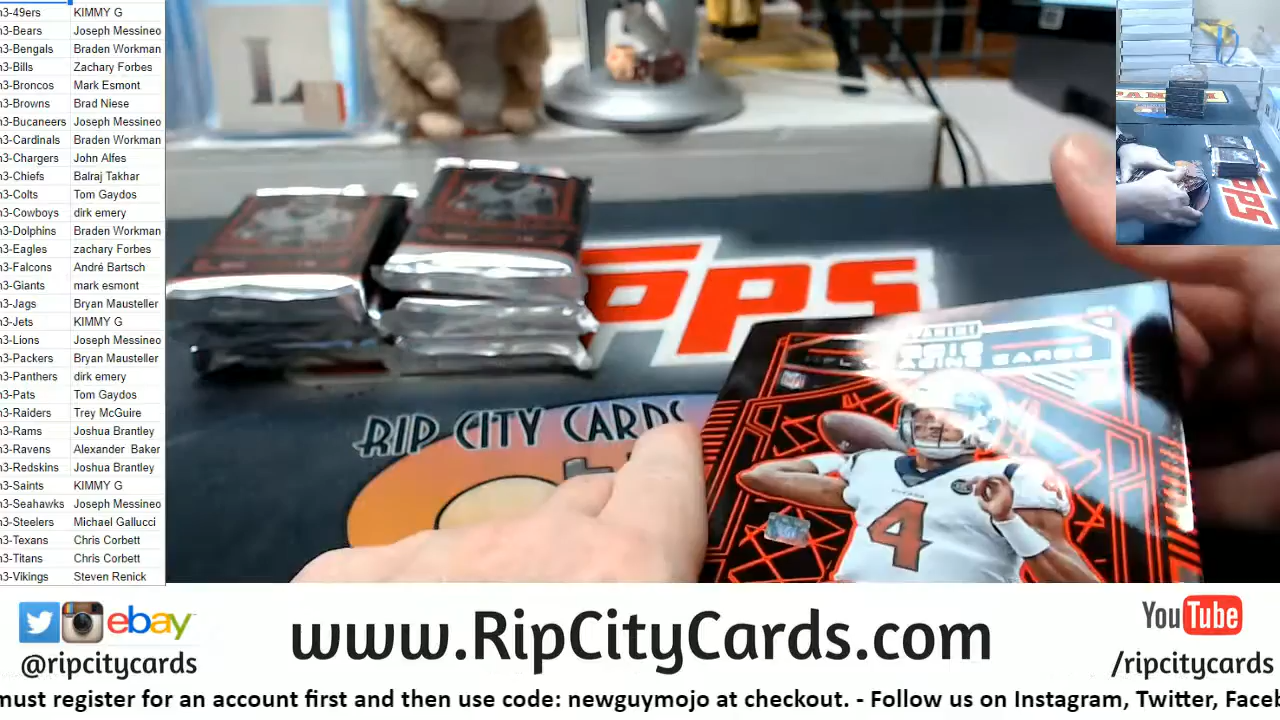 n3-49ers KIMMY G
n3-Bears Joseph Messineo
n3-Bengals Braden Workman
n3-Bills Zachary Forbes
n3-Broncos Mark Esmont
n3-Browns Brad Niese
n3-Bucaneers Joseph Messineo
n3-Cardinals Braden Workman
n3-Chargers John Alfes
n3-Chiefs Balraj Takhar
n3-Colts Tom Gaydos
n3-Cowboys dirk emery
n3-Dolphins Braden Workman
n3-Eagles zachary Forbes
n3-Falcons André Bartsch
n3-Giants mark esmont
n3-Jags Bryan Mausteller
n3-Jets KIMMY G
n3-Lions Joseph Messineo
n3-Packers Bryan Mausteller
n3-Panthers dirk emery
n3-Pats Tom Gaydos
n3-Raiders Trey McGuire
n3-Rams Joshua Brantley
n3-Ravens Alexander Baker
n3-Redskins Joshua Brantley
n3-Saints KIMMY G
n3-Seahawks Joseph Messineo
n3-Steelers Michael Gallucci
n3-Texans Chris Corbett
n3-Titans Chris Corbett
n3-Vikings Steven Renick
PPS
RIP CITY CARDS
PANINI
NFL
TEXANS
4
PPS
ebay
@ripcitycards
www.RipCityCards.com
YouTube
/ripcitycards
must register for an account first and then use code: newguymojo at checkout. - Follow us on Instagram, Twitter, Faceb